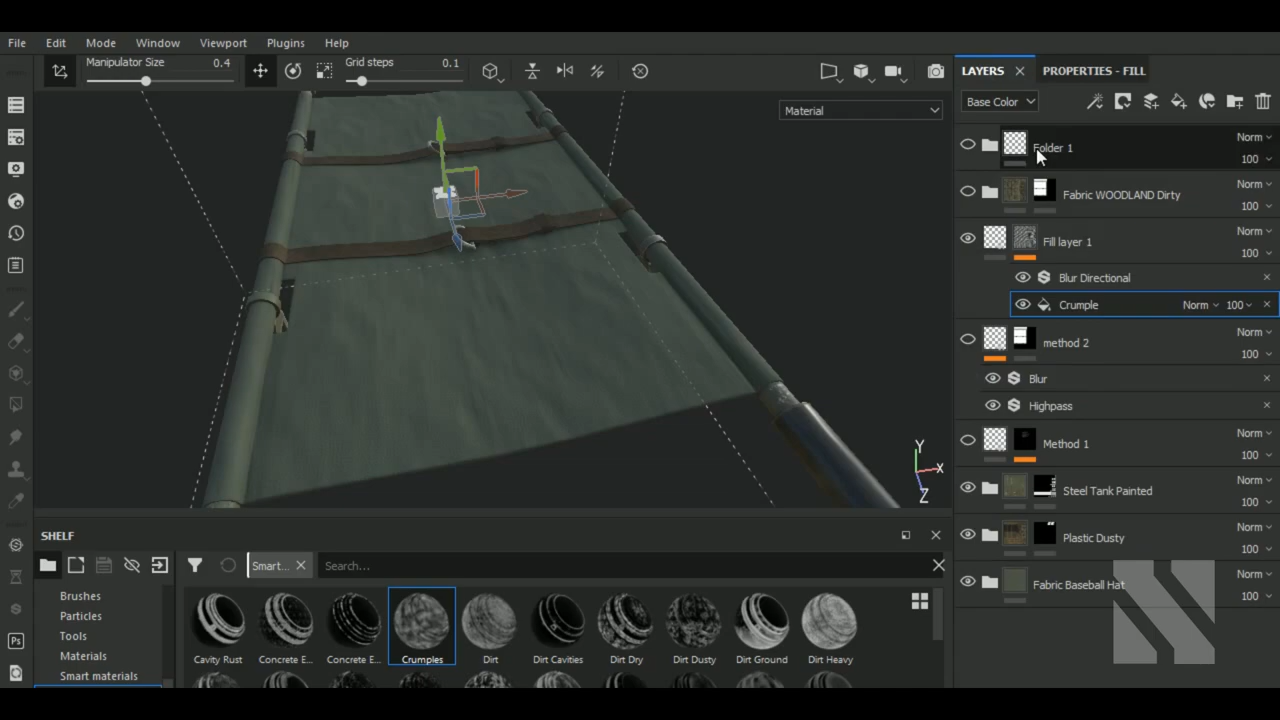 File Edit Mode Window Viewport Plugins Help
Manipulator Size 0.4 Grid steps 0.1
LAYERS PROPERTIES - FILL
Base Color
Material
Folder 1 Norm 100
Fabric WOODLAND Dirty Norm 100
Fill layer 1 Norm 100
Blur Directional
Crumple Norm 100
method 2 Norm 100
Blur
Highpass
Method 1 Norm 100
Steel Tank Painted Norm 100
Plastic Dusty Norm 100
Fabric Baseball Hat Norm 100
Y
X
Z
SHELF
Smart... Search...
Brushes
Particles
Tools
Materials
Smart materials
Cavity Rust Concrete E... Concrete E... Crumples Dirt Dirt Cavities Dirt Dry Dirt Dusty Dirt Ground Dirt Heavy
Ps